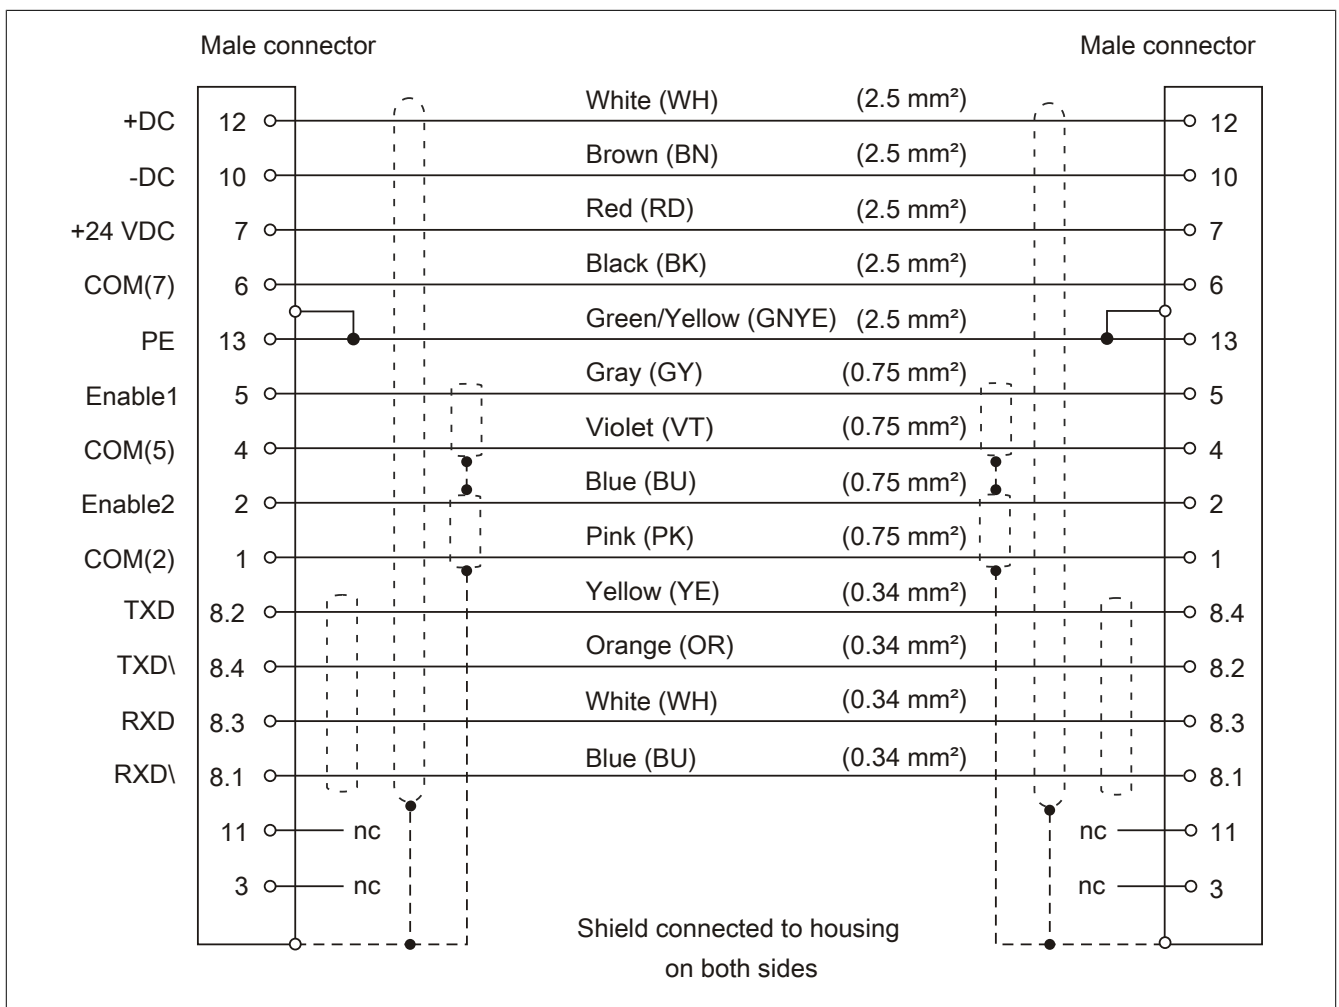 Male connector Male connector
+DC 12 White (WH) (2.5 mm²) 12
-DC 10 Brown (BN) (2.5 mm²) 10
+24 VDC 7 Red (RD) (2.5 mm²) 7
COM(7) 6 Black (BK) (2.5 mm²) 6
PE 13 Green/Yellow (GNYE) (2.5 mm²) 13
Enable1 5 Gray (GY) (0.75 mm²) 5
COM(5) 4 Violet (VT) (0.75 mm²) 4
Enable2 2 Blue (BU) (0.75 mm²) 2
COM(2) 1 Pink (PK) (0.75 mm²) 1
TXD 8.2 Yellow (YE) (0.34 mm²) 8.4
TXD\ 8.4 Orange (OR) (0.34 mm²) 8.2
RXD 8.3 White (WH) (0.34 mm²) 8.3
RXD\ 8.1 Blue (BU) (0.34 mm²) 8.1
11 nc nc 11
3 nc nc 3
Shield connected to housing
on both sides